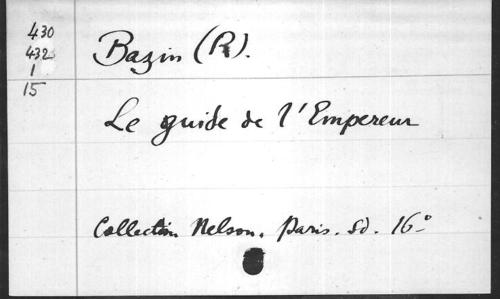 430
432
1
15
Bazin (R).
Le guide de l'Empereur
Collection Nelson. Paris. sd. 16°